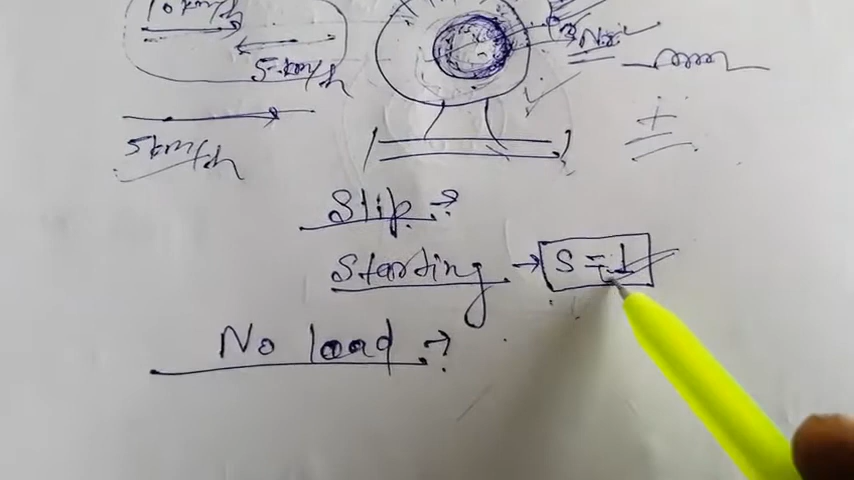 10 km/h
5 km/h
Nr
5 km/h
+
Slip →
Starting → S = 1
No load →